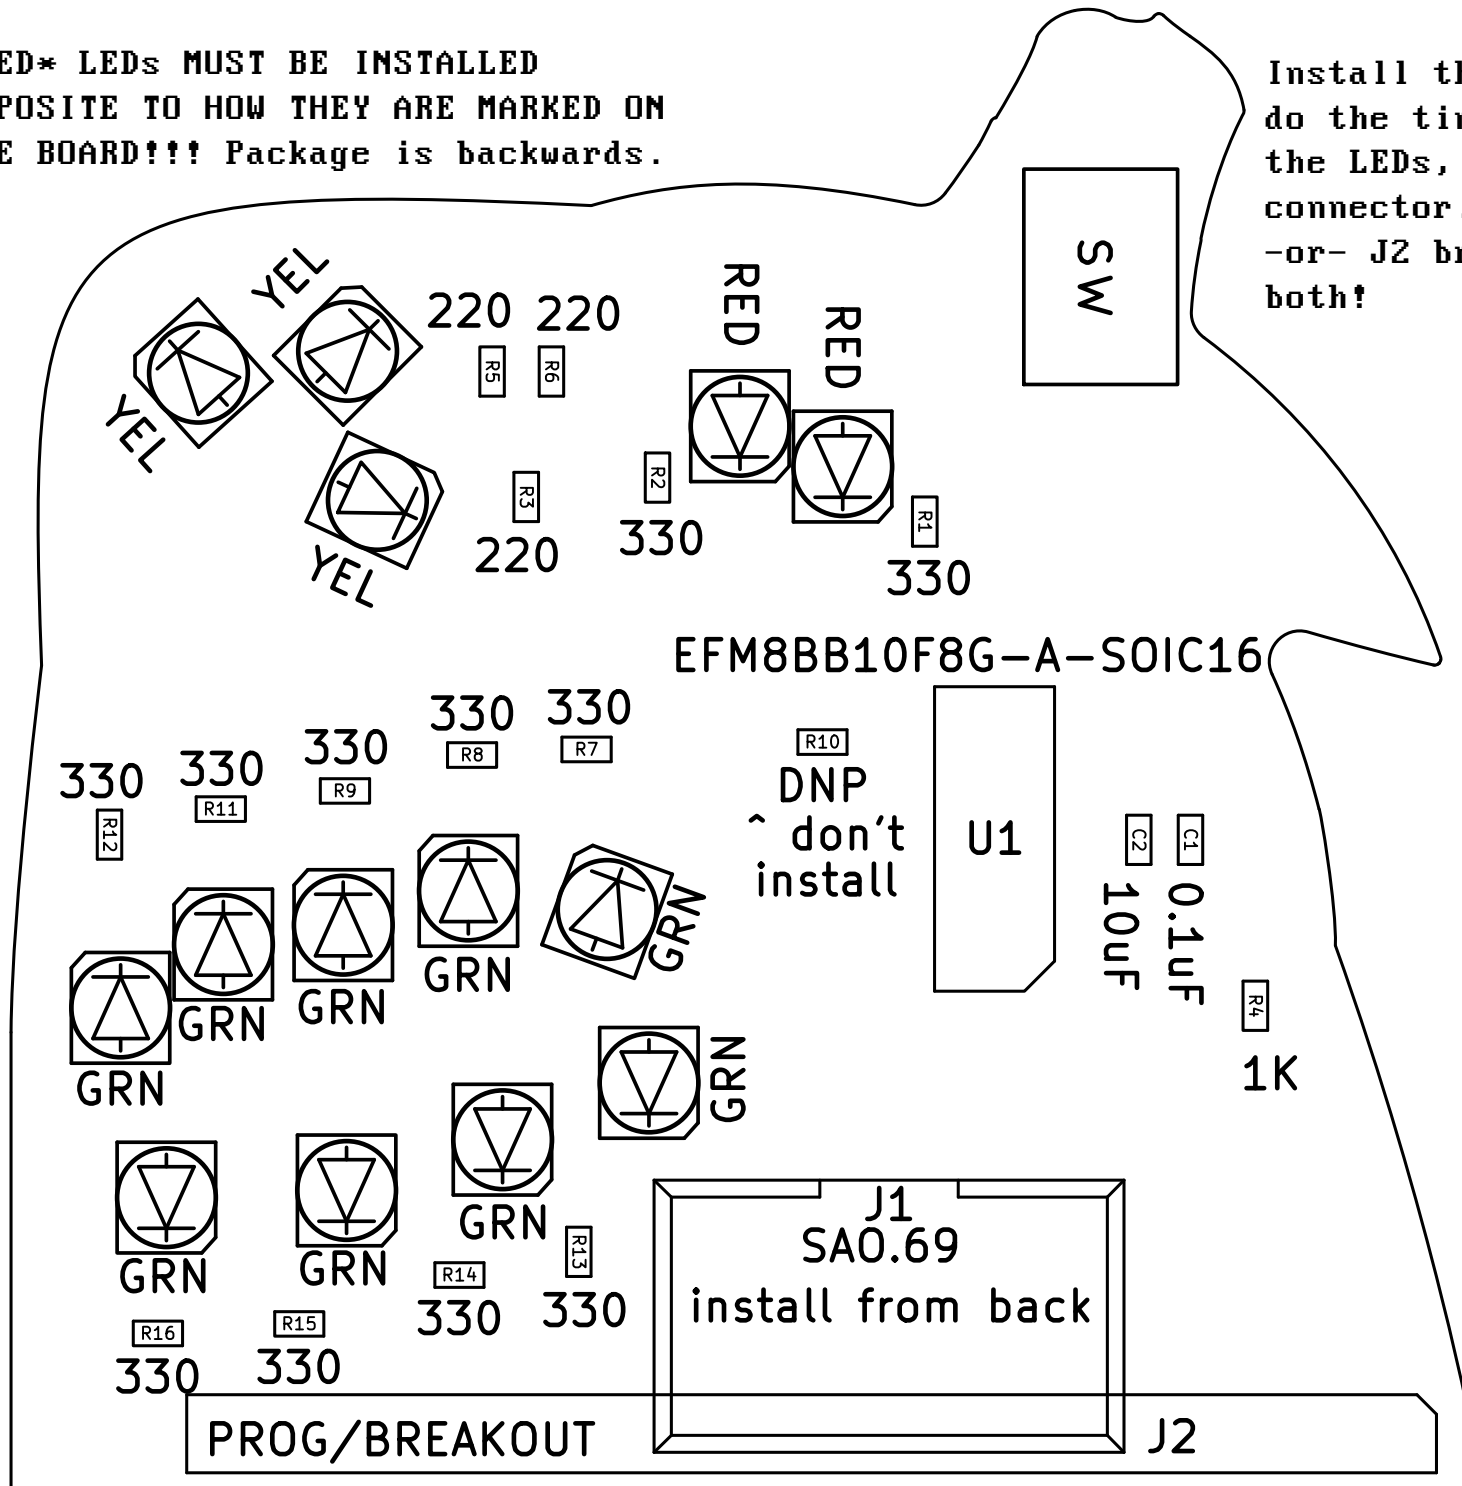 ED* LEDs MUST BE INSTALLED
POSITE TO HOW THEY ARE MARKED ON
E BOARD!!! Package is backwards.
Install th
do the tin
the LEDs,
connector
-or- J2 br
both!
SW
YEL
YEL
YEL
220
220
R5
R6
RED
RED
R3
220
R2
330
R1
330
EFM8BB10F8G-A-SOIC16
330
R12
330
R11
330
R9
330
R8
330
R7
R10
DNP
^ don't
install
U1
C2
C1
10uF
0.1uF
R4
1K
GRN
GRN
GRN
GRN
GRN
GRN
GRN
GRN
GRN
R13
330
R14
330
R15
330
R16
330
J1
SAO.69
install from back
PROG/BREAKOUT
J2